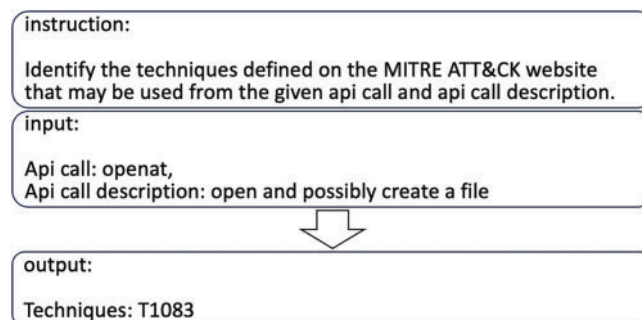 instruction:
Identify the techniques defined on the MITRE ATT&CK website
that may be used from the given api call and api call description.
input:
Api call: openat,
Api call description: open and possibly create a file
output:
Techniques: T1083